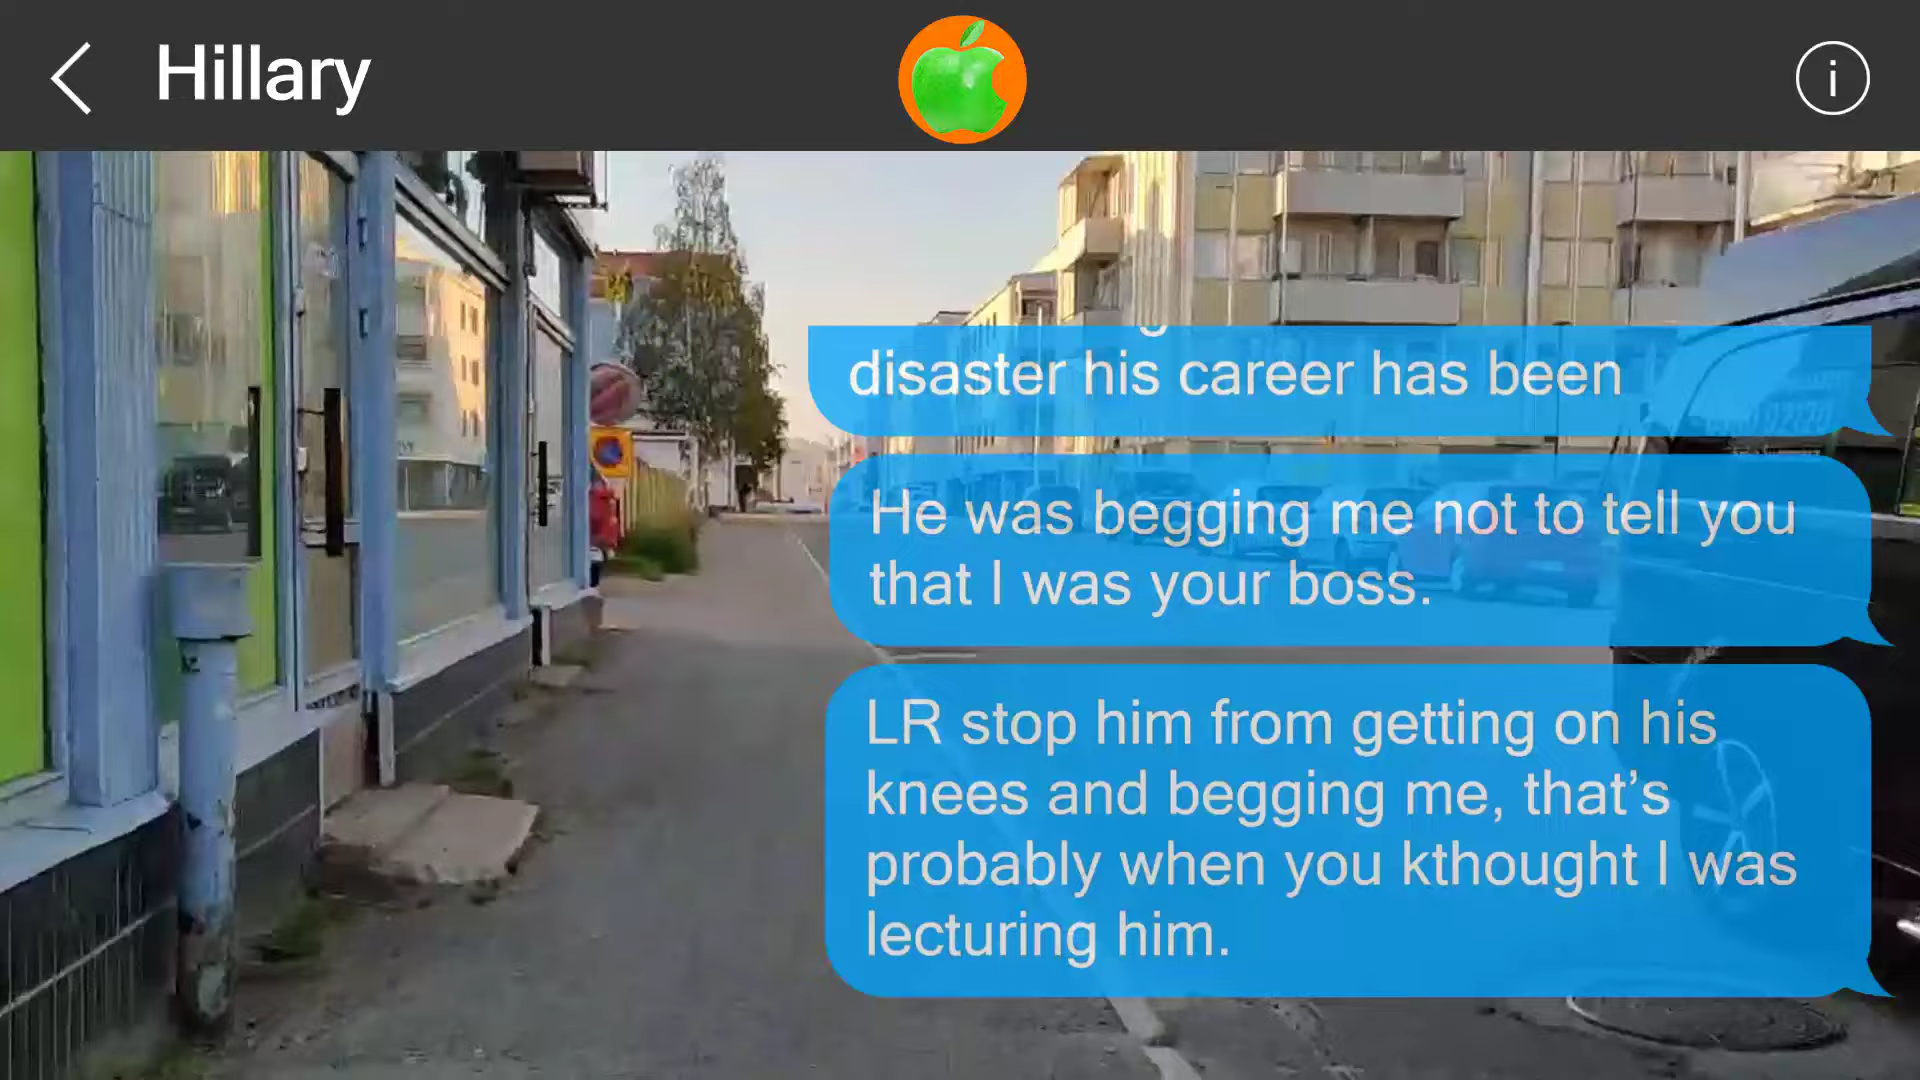 Hillary
i
disaster his career has been
He was begging me not to tell you
that I was your boss.
LR stop him from getting on his
knees and begging me, that’s
probably when you kthought I was
lecturing him.